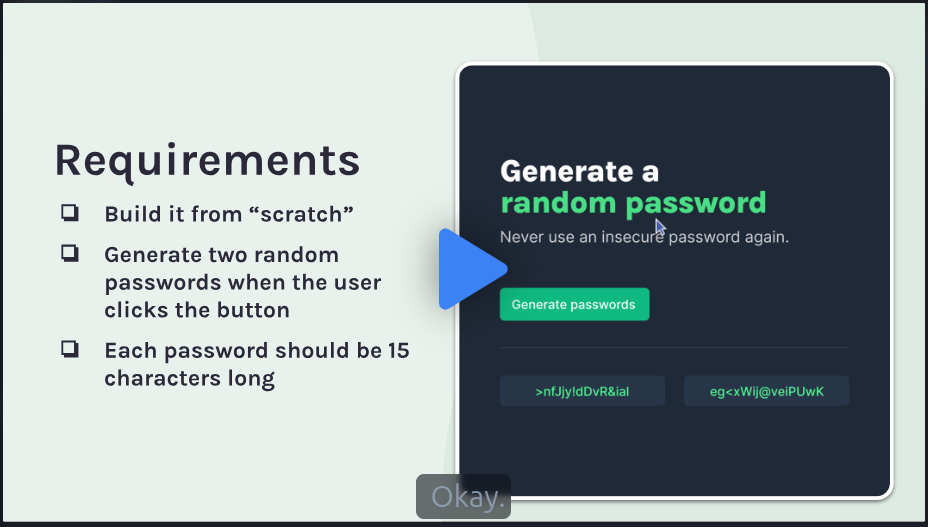 Requirements
Build it from “scratch”
Generate two random
passwords when the user
clicks the button
Each password should be 15
characters long
Generate a
random password
Never use an insecure password again.
Generate passwords
>nfJjy!dDvR&ial
eg<xWij@veiPUwK
Okay.